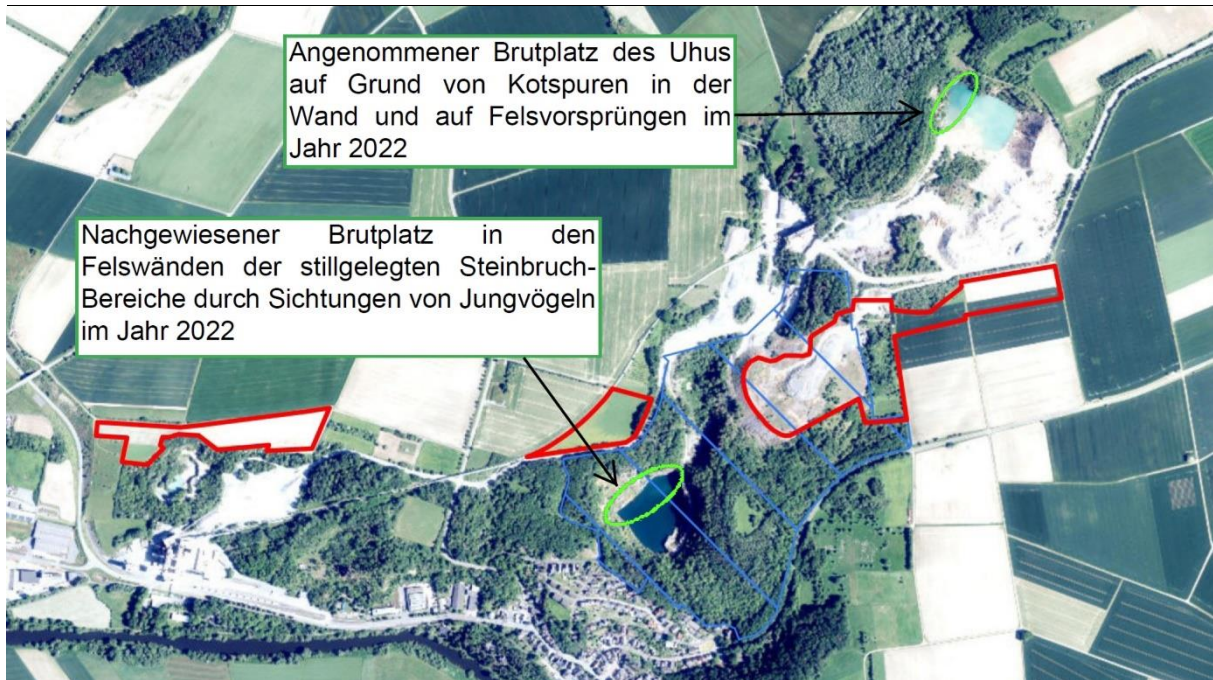 Angenommener Brutplatz des Uhus
auf Grund von Kotspuren in der
Wand und auf Felsvorsprüngen im
Jahr 2022
Nachgewiesener Brutplatz in den
Felswänden der stillgelegten Steinbruch-
Bereiche durch Sichtungen von Jungvögeln
im Jahr 2022